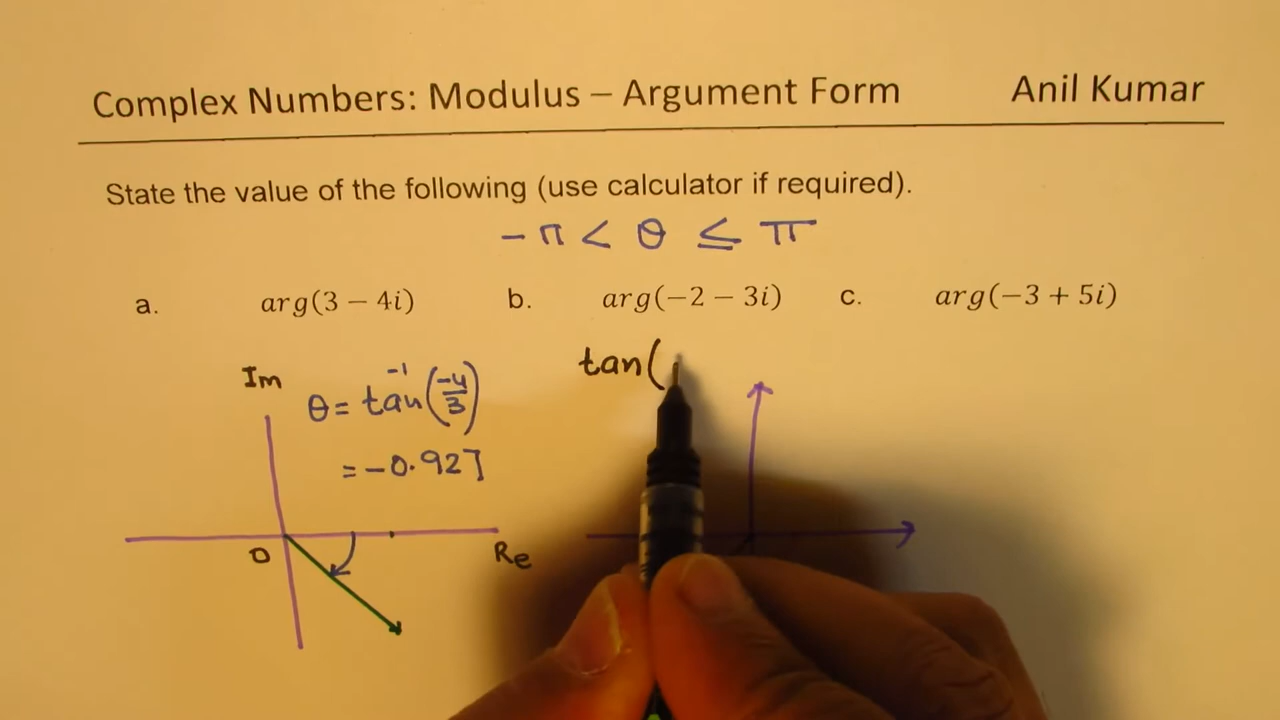 Complex Numbers: Modulus – Argument Form Anil Kumar
State the value of the following (use calculator if required).
-π < θ ≤ π
a. arg(3 − 4i) b. arg(−2 − 3i) c. arg(−3 + 5i)
Im θ = tan⁻¹(-4/3) tan(
= -0.927
O Re